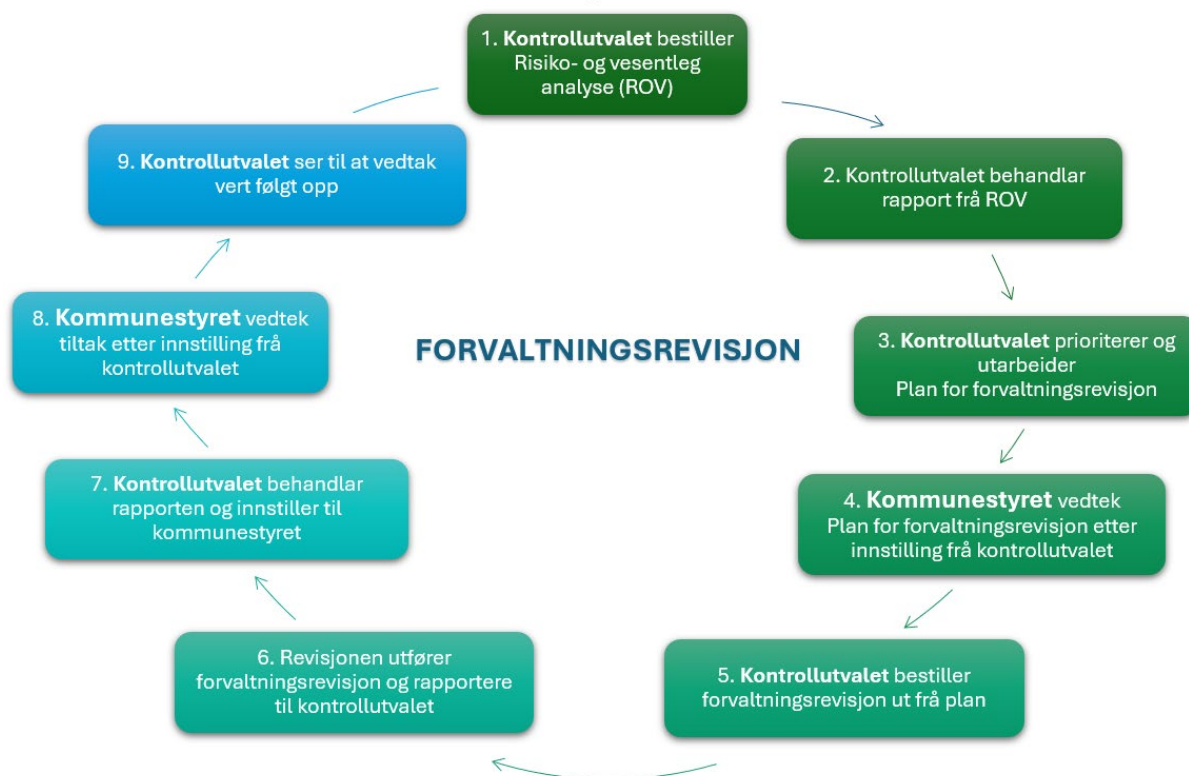 1. Kontrollutvalet bestiller
Risiko- og vesentleg
analyse (ROV)
2. Kontrollutvalet behandlar
rapport frå ROV
3. Kontrollutvalet prioriterer og
utarbeider
Plan for forvaltningsrevisjon
4. Kommunestyret vedtek
Plan for forvaltningsrevisjon etter
innstilling frå kontrollutvalet
5. Kontrollutvalet bestiller
forvaltningsrevisjon ut frå plan
6. Revisjonen utfører
forvaltningsrevisjon og rapportere
til kontrollutvalet
7. Kontrollutvalet behandlar
rapporten og innstiller til
kommunestyret
8. Kommunestyret vedtek
tiltak etter innstilling frå
kontrollutvalet
9. Kontrollutvalet ser til at vedtak
vert følgt opp
FORVALTNINGSREVISJON